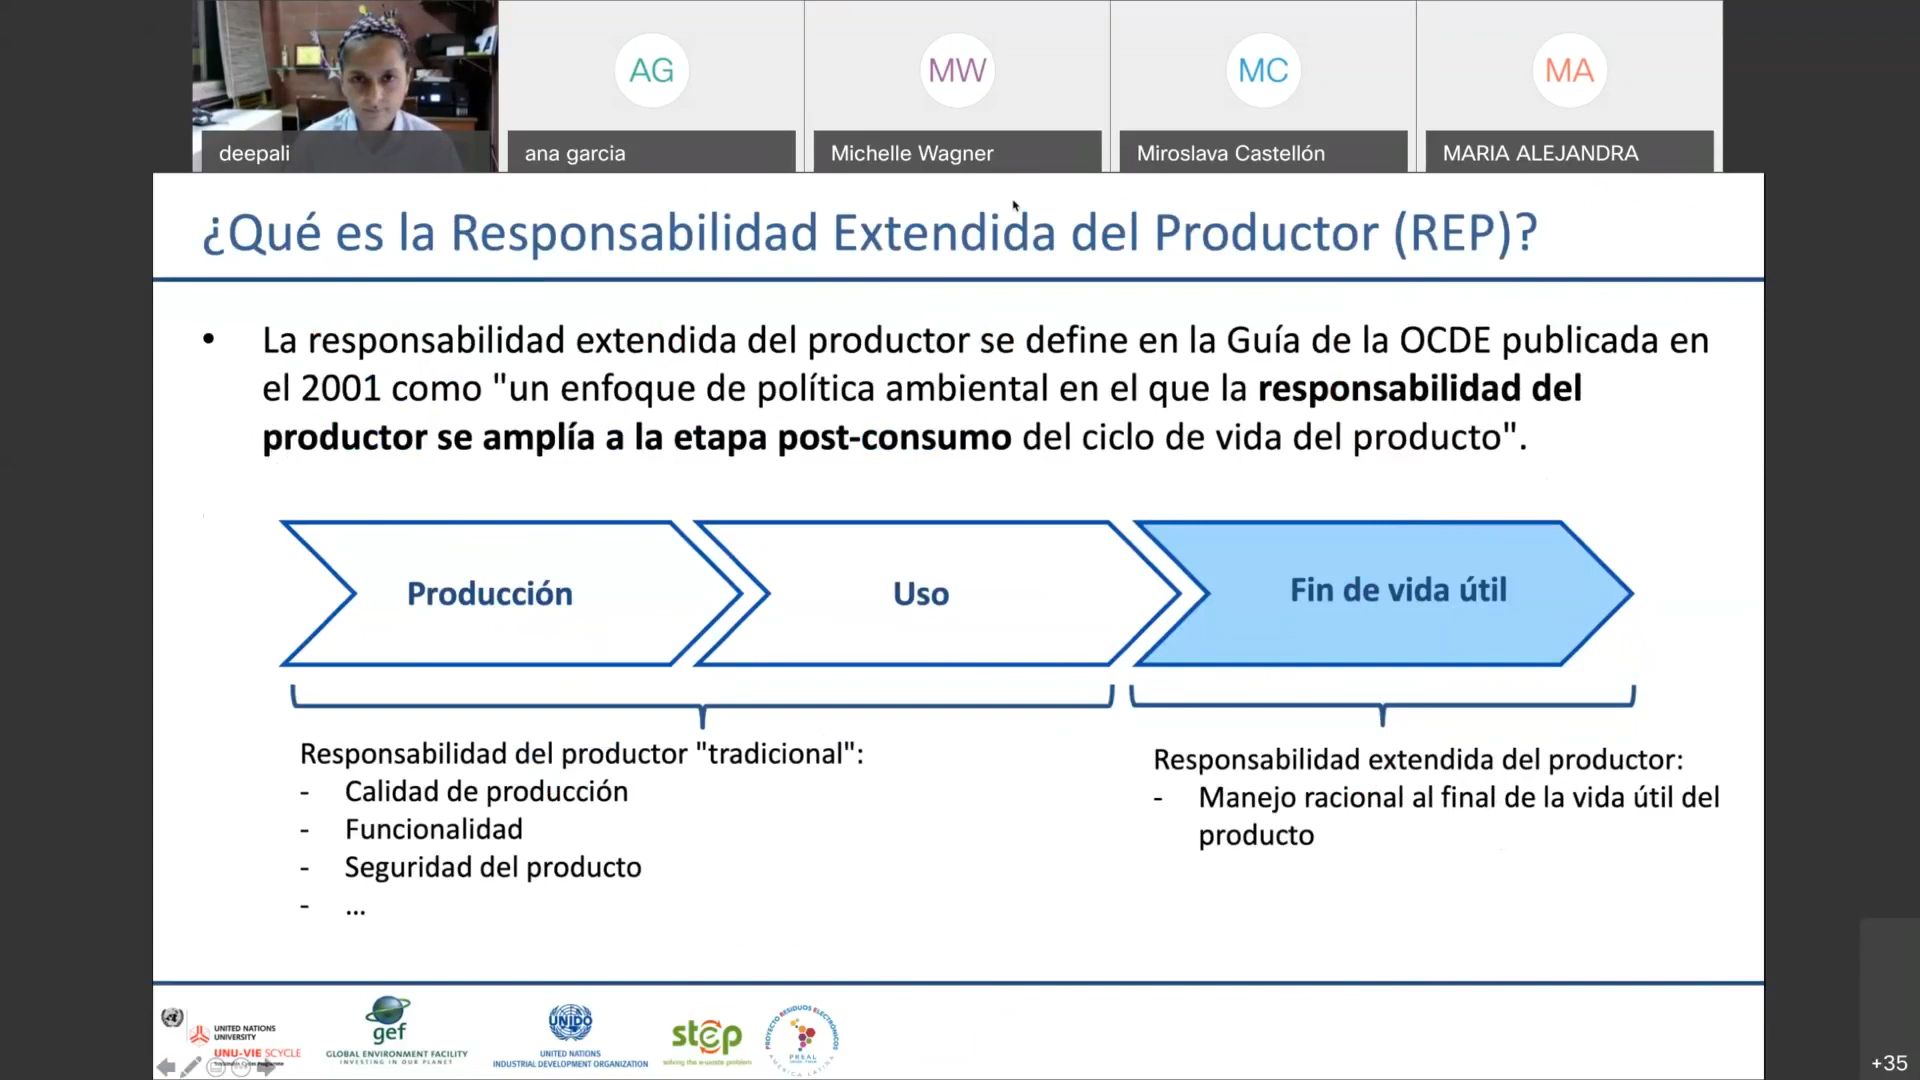 AG
MW
MC
MA
deepali
ana garcia
Michelle Wagner
Miroslava Castellón
MARIA ALEJANDRA
¿Qué es la Responsabilidad Extendida del Productor (REP)?
• La responsabilidad extendida del productor se define en la Guía de la OCDE publicada en
el 2001 como "un enfoque de política ambiental en el que la responsabilidad del
productor se amplía a la etapa post-consumo del ciclo de vida del producto".
Producción
Uso
Fin de vida útil
Responsabilidad del productor "tradicional":
- Calidad de producción
- Funcionalidad
- Seguridad del producto
- ...
Responsabilidad extendida del productor:
- Manejo racional al final de la vida útil del
producto
UNITED NATIONS
UNIVERSITY
UNU-VIE SCYCLE
gef
GLOBAL ENVIRONMENT FACILITY
INVESTING IN OUR PLANET
UNIDO
UNITED NATIONS
INDUSTRIAL DEVELOPMENT ORGANIZATION
step
solving the e-waste problem
PROYECTO RESIDUOS ELECTRÓNICOS
PREAL
AMÉRICA LATINA
+35